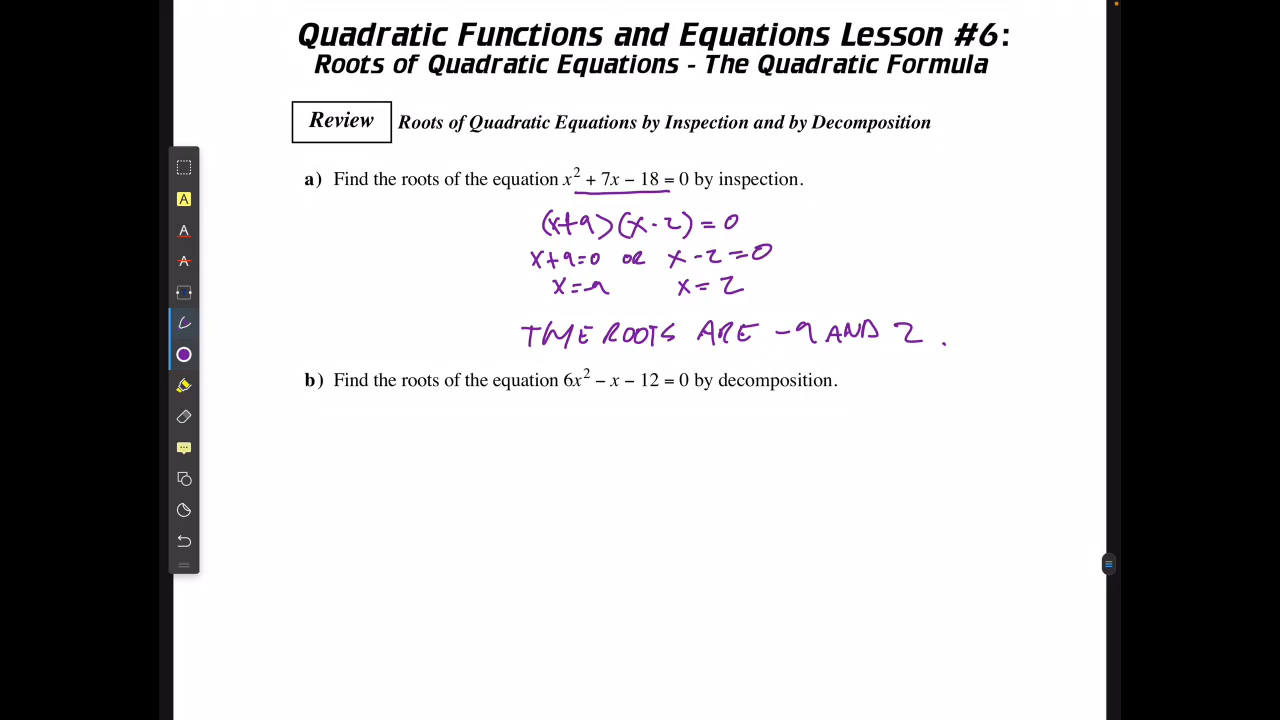 Quadratic Functions and Equations Lesson #6:
Roots of Quadratic Equations - The Quadratic Formula
Review Roots of Quadratic Equations by Inspection and by Decomposition
a) Find the roots of the equation x² + 7x − 18 = 0 by inspection.
(x+9)(x-2) = 0
x+9=0 OR x-2=0
x=-9 x=2
THE ROOTS ARE -9 AND 2.
b) Find the roots of the equation 6x² − x − 12 = 0 by decomposition.